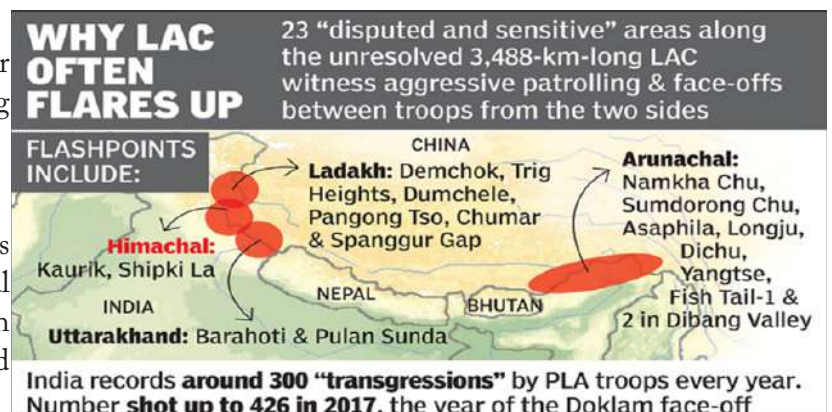 WHY LAC
OFTEN
FLARES UP
23 “disputed and sensitive” areas along
the unresolved 3,488-km-long LAC
witness aggressive patrolling & face-offs
between troops from the two sides
FLASHPOINTS
INCLUDE:
CHINA
Ladakh: Demchok, Trig
Heights, Dumchele,
Pangong Tso, Chumar
& Spanggur Gap
Arunachal:
Namkha Chu,
Sumdorong Chu,
Asaphila, Longju,
Dichu,
Yangtse,
Fish Tail-1 &
2 in Dibang Valley
Himachal:
Kaurik, Shipki La
INDIA
NEPAL
BHUTAN
Uttarakhand: Barahoti & Pulan Sunda
India records around 300 “transgressions” by PLA troops every year.
Number shot up to 426 in 2017, the year of the Doklam face-off